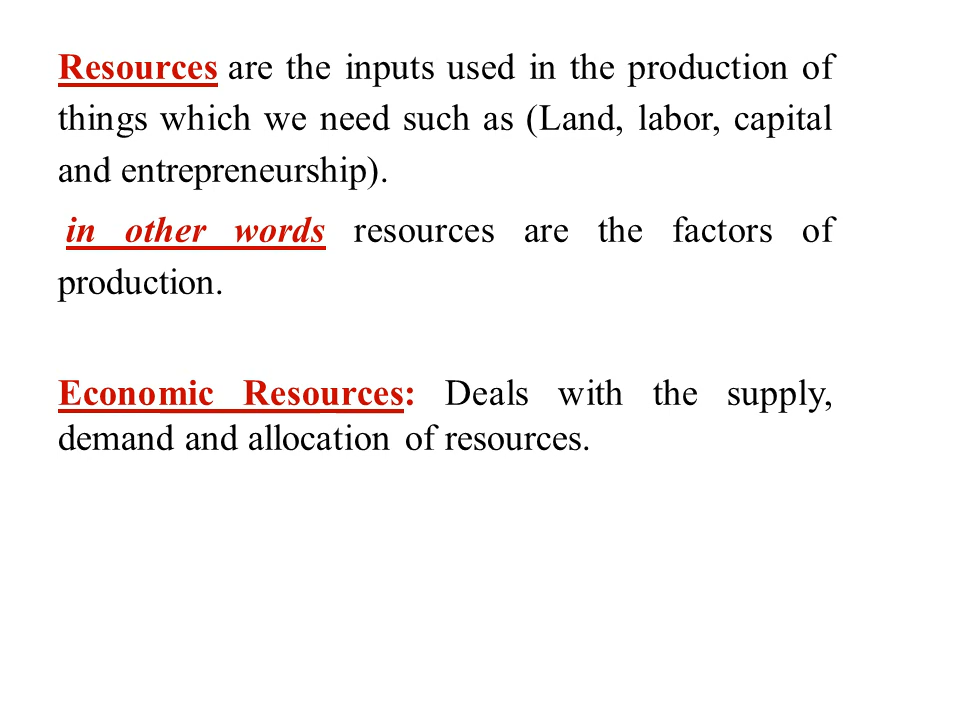 Resources are the inputs used in the production of
things which we need such as (Land, labor, capital
and entrepreneurship).
in other words resources are the factors of
production.
Economic Resources: Deals with the supply,
demand and allocation of resources.